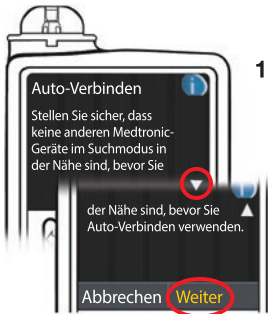 Auto-Verbinden
Stellen Sie sicher, dass
keine anderen Medtronic-
Geräte im Suchmodus in
der Nähe sind, bevor Sie
der Nähe sind, bevor Sie
Auto-Verbinden verwenden.
Abbrechen Weiter
1